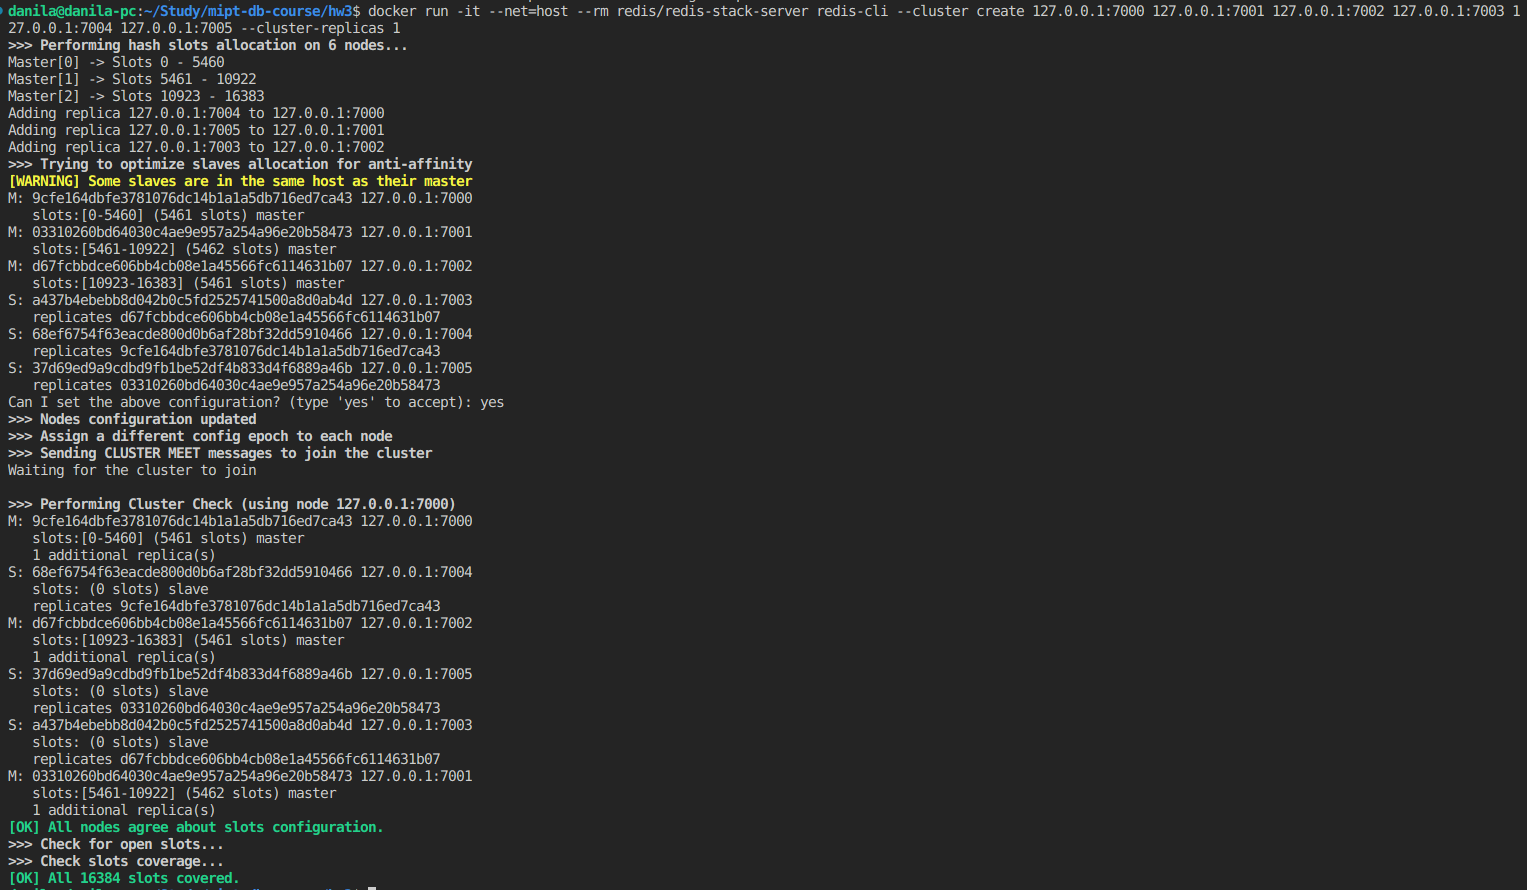 danila@danila-pc:~/Study/mipt-db-course/hw3$ docker run -it --net=host --rm redis/redis-stack-server redis-cli --cluster create 127.0.0.1:7000 127.0.0.1:7001 127.0.0.1:7002 127.0.0.1:7003 1
27.0.0.1:7004 127.0.0.1:7005 --cluster-replicas 1
>>> Performing hash slots allocation on 6 nodes...
Master[0] -> Slots 0 - 5460
Master[1] -> Slots 5461 - 10922
Master[2] -> Slots 10923 - 16383
Adding replica 127.0.0.1:7004 to 127.0.0.1:7000
Adding replica 127.0.0.1:7005 to 127.0.0.1:7001
Adding replica 127.0.0.1:7003 to 127.0.0.1:7002
>>> Trying to optimize slaves allocation for anti-affinity
[WARNING] Some slaves are in the same host as their master
M: 9cfe164dbfe3781076dc14b1a1a5db716ed7ca43 127.0.0.1:7000
   slots:[0-5460] (5461 slots) master
M: 03310260bd64030c4ae9e957a254a96e20b58473 127.0.0.1:7001
   slots:[5461-10922] (5462 slots) master
M: d67fcbbdce606bb4cb08e1a45566fc6114631b07 127.0.0.1:7002
   slots:[10923-16383] (5461 slots) master
S: a437b4ebebb8d042b0c5fd2525741500a8d0ab4d 127.0.0.1:7003
   replicates d67fcbbdce606bb4cb08e1a45566fc6114631b07
S: 68ef6754f63eacde800d0b6af28bf32dd5910466 127.0.0.1:7004
   replicates 9cfe164dbfe3781076dc14b1a1a5db716ed7ca43
S: 37d69ed9a9cdbd9fb1be52df4b833d4f6889a46b 127.0.0.1:7005
   replicates 03310260bd64030c4ae9e957a254a96e20b58473
Can I set the above configuration? (type 'yes' to accept): yes
>>> Nodes configuration updated
>>> Assign a different config epoch to each node
>>> Sending CLUSTER MEET messages to join the cluster
Waiting for the cluster to join
>>> Performing Cluster Check (using node 127.0.0.1:7000)
M: 9cfe164dbfe3781076dc14b1a1a5db716ed7ca43 127.0.0.1:7000
   slots:[0-5460] (5461 slots) master
   1 additional replica(s)
S: 68ef6754f63eacde800d0b6af28bf32dd5910466 127.0.0.1:7004
   slots: (0 slots) slave
   replicates 9cfe164dbfe3781076dc14b1a1a5db716ed7ca43
M: d67fcbbdce606bb4cb08e1a45566fc6114631b07 127.0.0.1:7002
   slots:[10923-16383] (5461 slots) master
   1 additional replica(s)
S: 37d69ed9a9cdbd9fb1be52df4b833d4f6889a46b 127.0.0.1:7005
   slots: (0 slots) slave
   replicates 03310260bd64030c4ae9e957a254a96e20b58473
S: a437b4ebebb8d042b0c5fd2525741500a8d0ab4d 127.0.0.1:7003
   slots: (0 slots) slave
   replicates d67fcbbdce606bb4cb08e1a45566fc6114631b07
M: 03310260bd64030c4ae9e957a254a96e20b58473 127.0.0.1:7001
   slots:[5461-10922] (5462 slots) master
   1 additional replica(s)
[OK] All nodes agree about slots configuration.
>>> Check for open slots...
>>> Check slots coverage...
[OK] All 16384 slots covered.